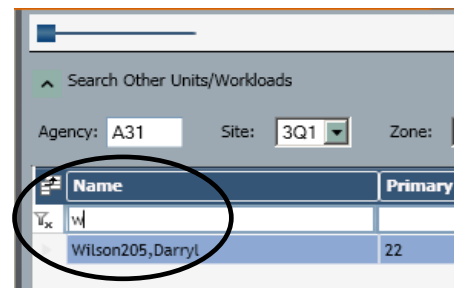 Search Other Units/Workloads
Agency: A31 Site: 3Q1 Zone:
Name Primary
w
Wilson205,Darryl 22